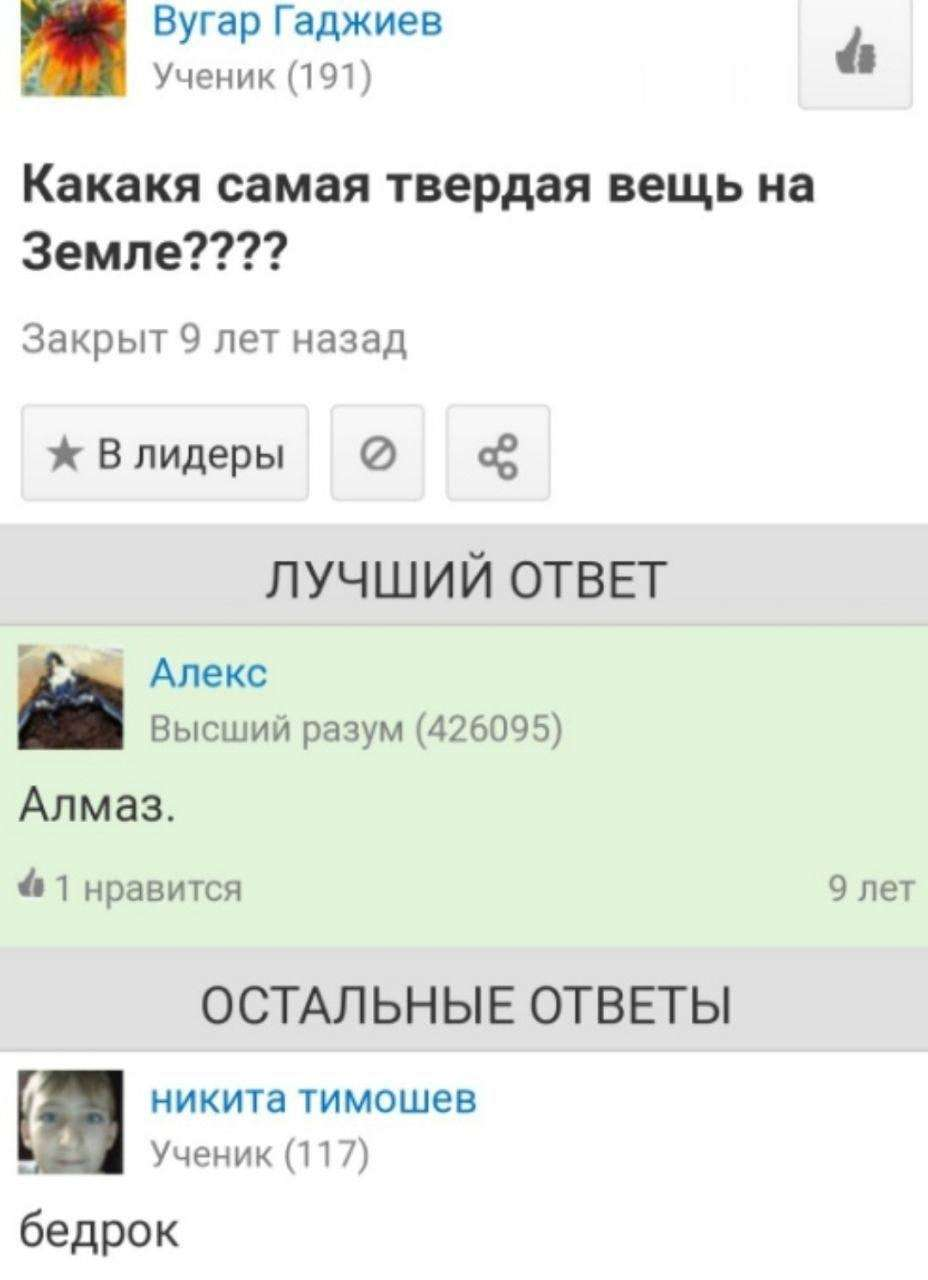 Вугар Гаджиев
Ученик (191)
Какакя самая твердая вещь на
Земле????
Закрыт 9 лет назад
В лидеры
ЛУЧШИЙ ОТВЕТ
Алекс
Высший разум (426095)
Алмаз.
1 нравится 9 лет
ОСТАЛЬНЫЕ ОТВЕТЫ
никита тимошев
Ученик (117)
бедрок